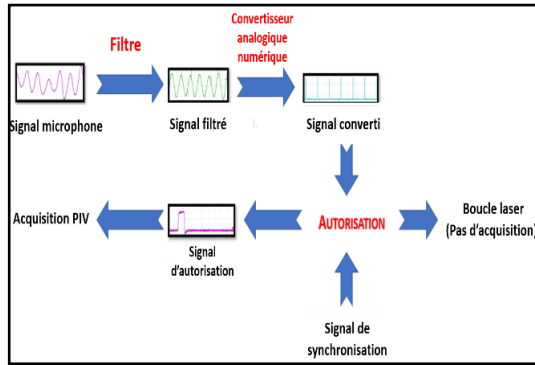 Filtre
Convertisseur
analogique
numérique
Signal microphone
Signal filtré
Signal converti
Acquisition PIV
AUTORISATION
Boucle laser
(Pas d'acquisition)
Signal
d'autorisation
Signal de
synchronisation